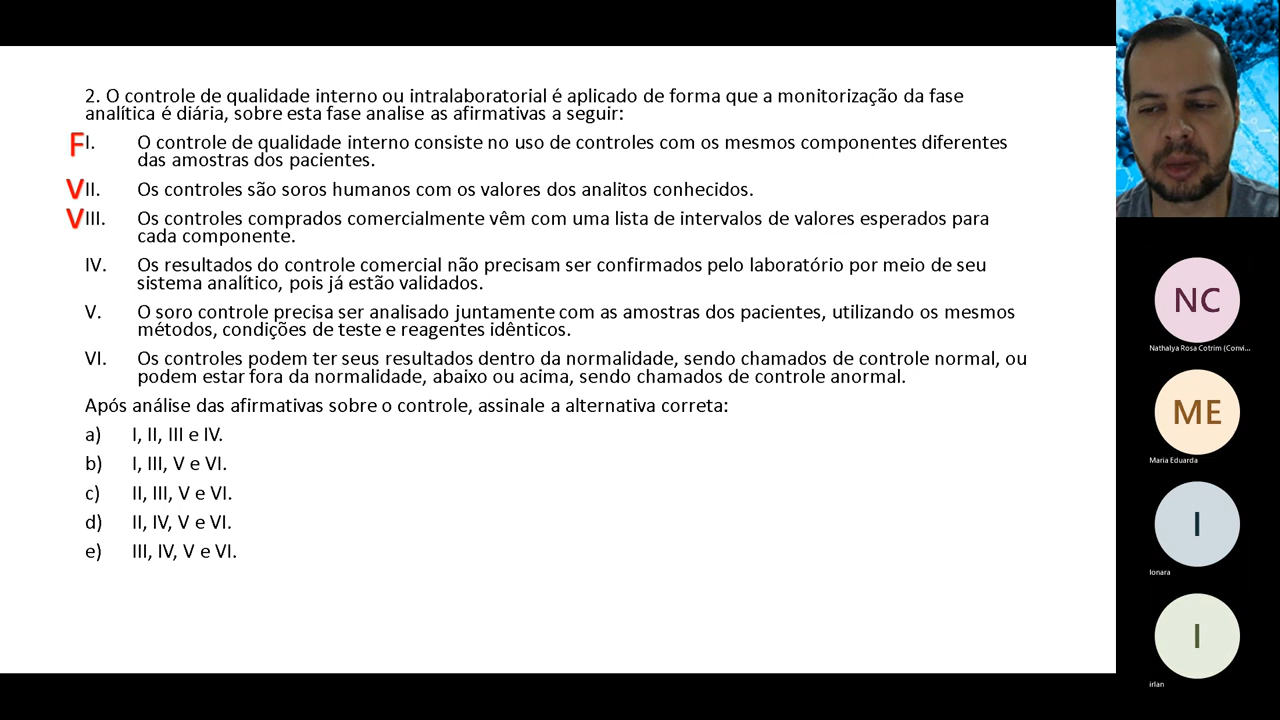 2. O controle de qualidade interno ou intralaboratorial é aplicado de forma que a monitorização da fase
analítica é diária, sobre esta fase analise as afirmativas a seguir:
F I. O controle de qualidade interno consiste no uso de controles com os mesmos componentes diferentes
das amostras dos pacientes.
V II. Os controles são soros humanos com os valores dos analitos conhecidos.
V III. Os controles comprados comercialmente vêm com uma lista de intervalos de valores esperados para
cada componente.
IV. Os resultados do controle comercial não precisam ser confirmados pelo laboratório por meio de seu
sistema analítico, pois já estão validados.
V. O soro controle precisa ser analisado juntamente com as amostras dos pacientes, utilizando os mesmos
métodos, condições de teste e reagentes idênticos.
VI. Os controles podem ter seus resultados dentro da normalidade, sendo chamados de controle normal, ou
podem estar fora da normalidade, abaixo ou acima, sendo chamados de controle anormal.
Após análise das afirmativas sobre o controle, assinale a alternativa correta:
a) I, II, III e IV.
b) I, III, V e VI.
c) II, III, V e VI.
d) II, IV, V e VI.
e) III, IV, V e VI.
NC
Nathalya Rosa Cotrim (Convi...
ME
Maria Eduarda
I
Ionara
I
irlan